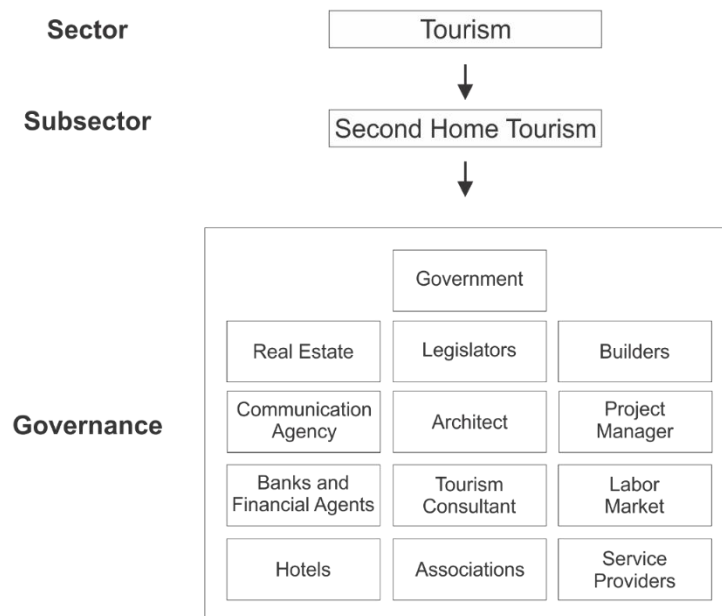 Sector
Tourism
Subsector
Second Home Tourism
Governance
Government
Real Estate
Legislators
Builders
Communication
Agency
Architect
Project
Manager
Banks and
Financial Agents
Tourism
Consultant
Labor
Market
Hotels
Associations
Service
Providers